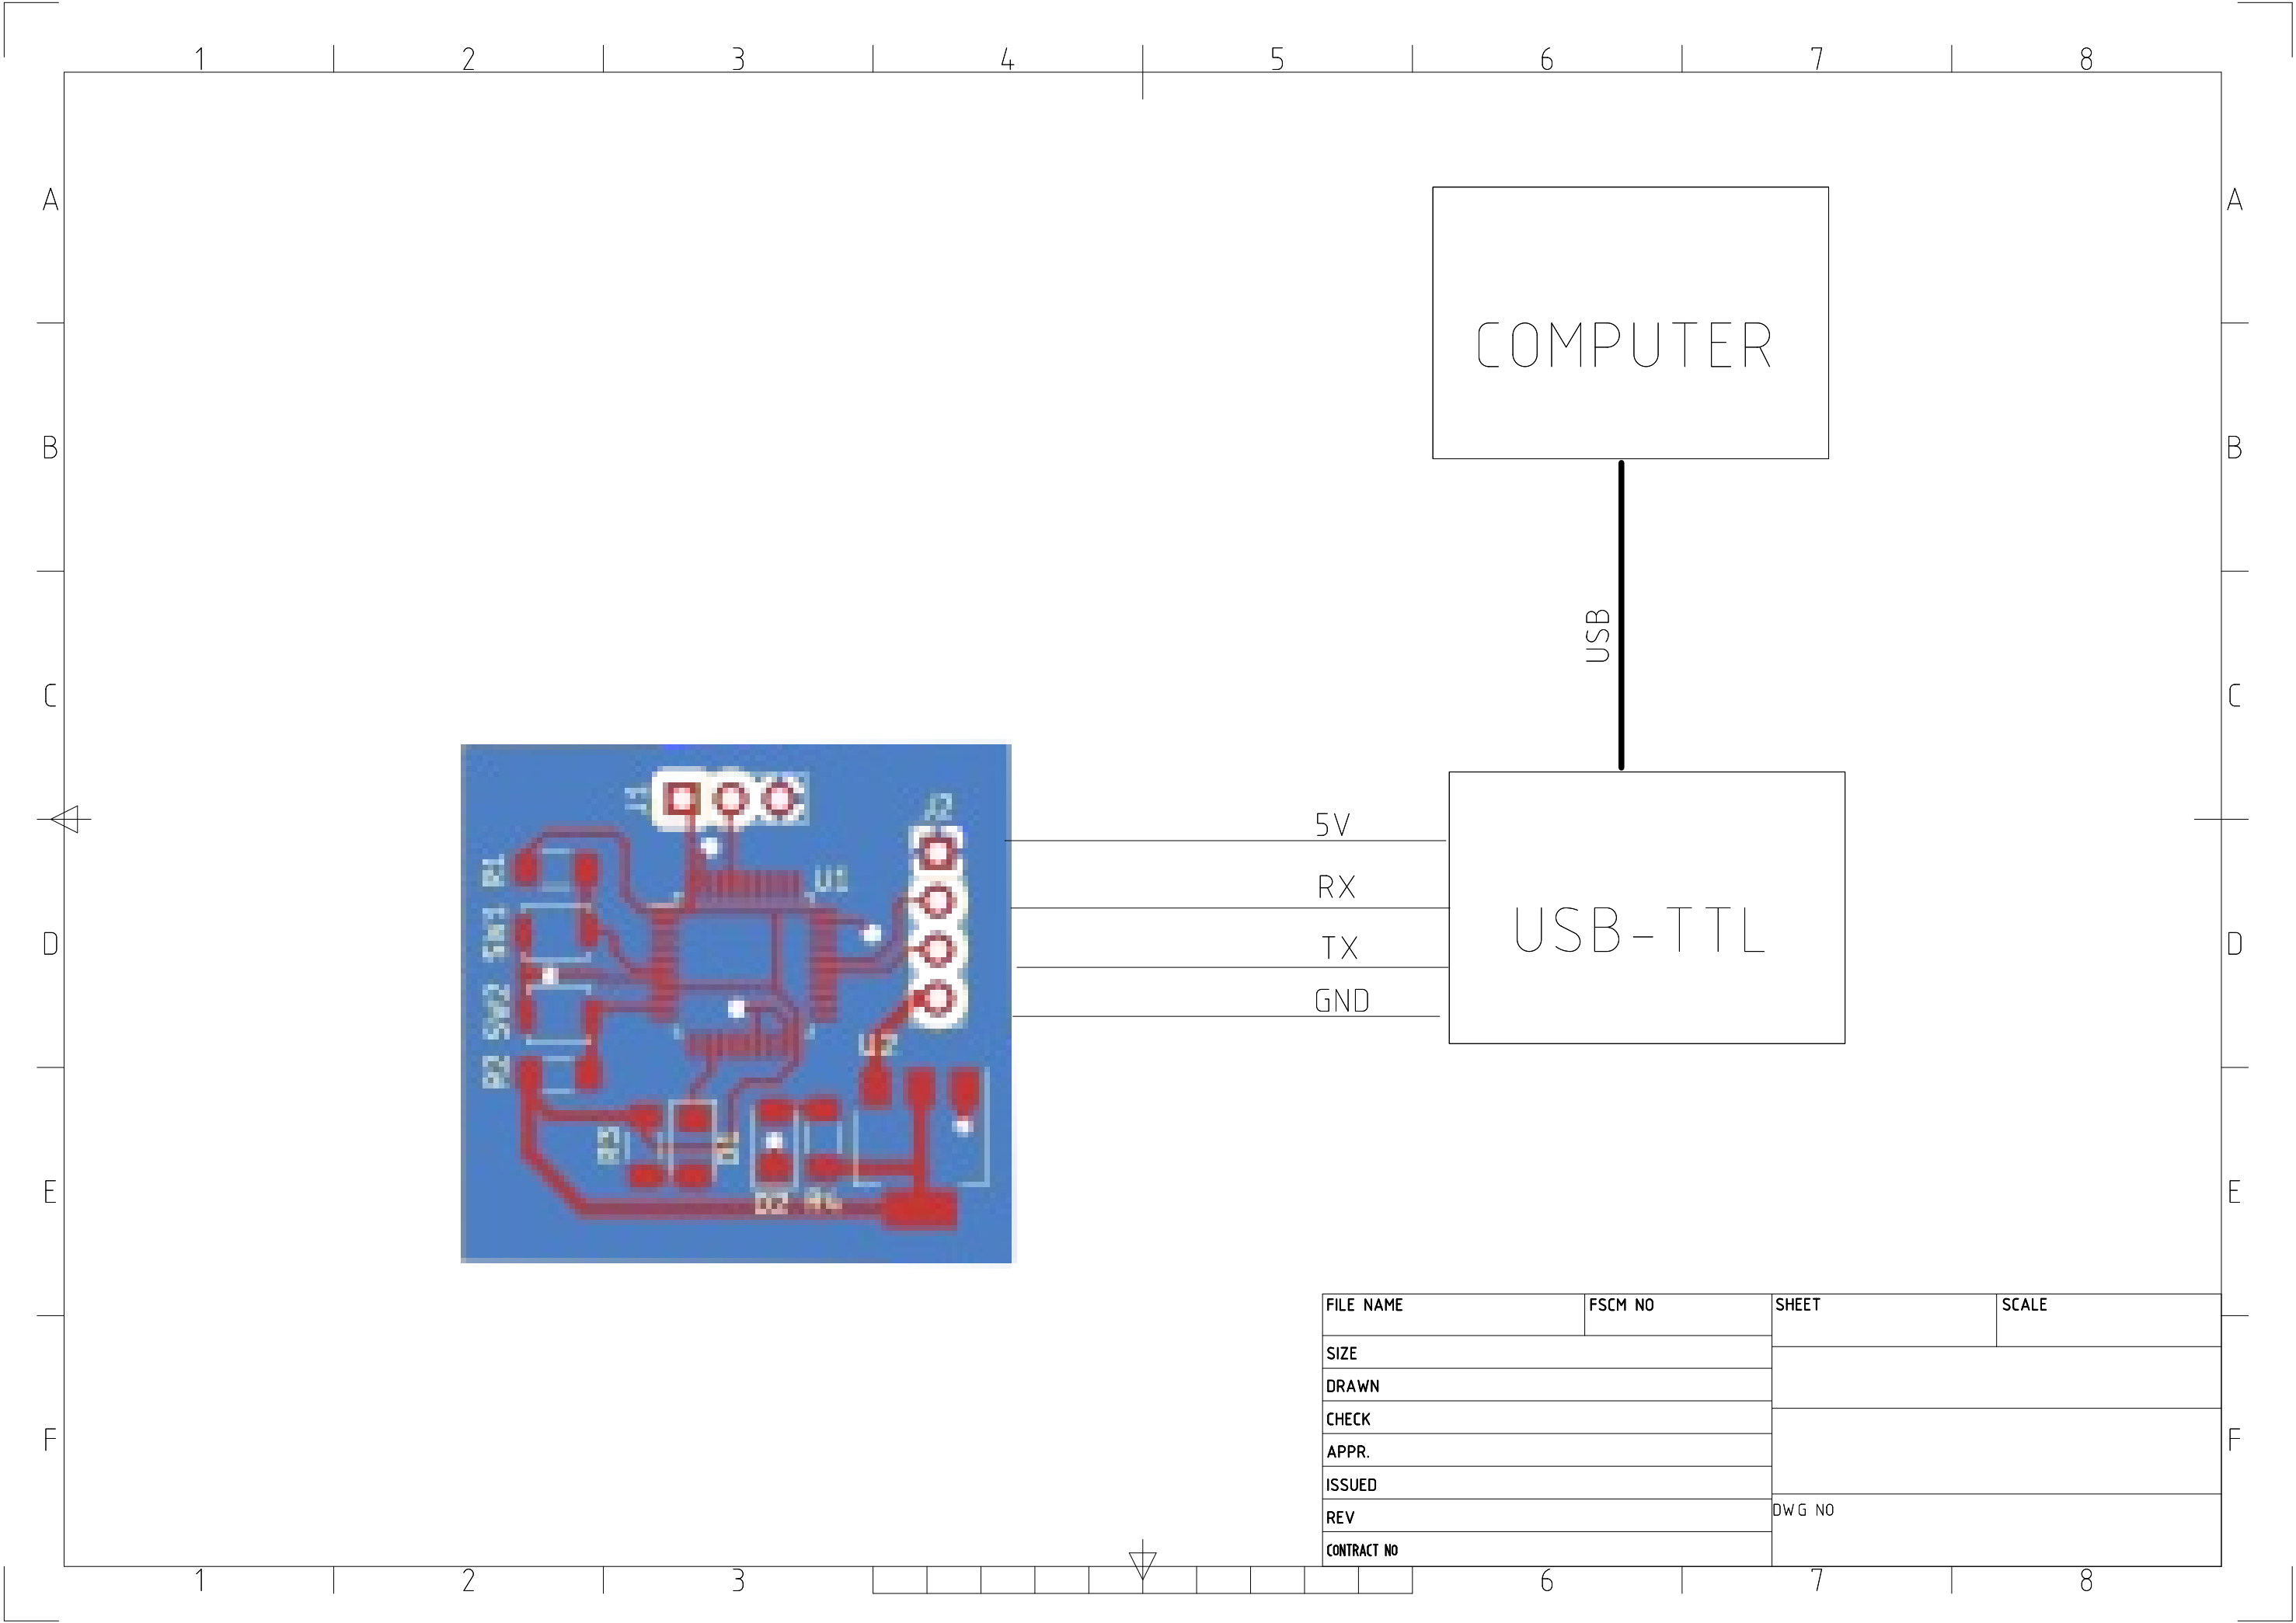 1 2 3 4 5 6 7 8
A A
COMPUTER
B B
USB
C C
J1
J2
5V
R1
U1
RX
SW1
USB-TTL
D D
TX
SW2
GND
U2
R2
R3
E E
D2 R4
FILE NAME FSCM NO SHEET SCALE
SIZE
DRAWN
CHECK
F F
APPR.
ISSUED
REV
DWG NO
CONTRACT NO
1 2 3 6 7 8